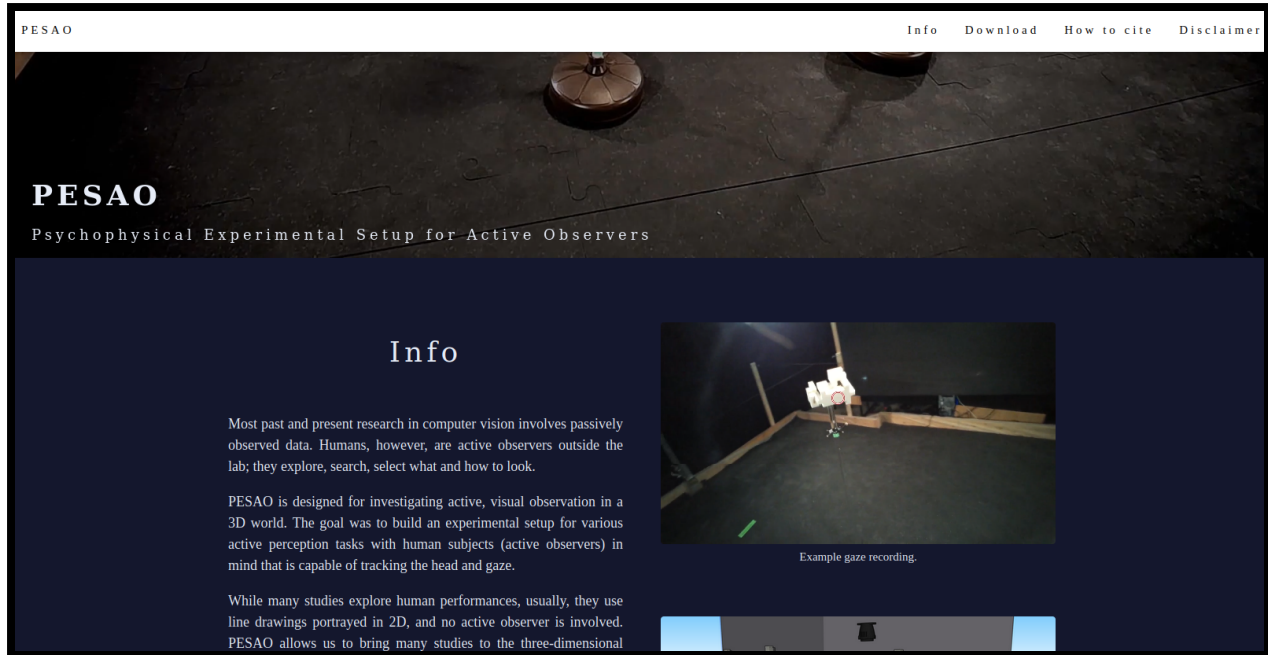 PESAO
Info Download How to cite Disclaimer
PESAO
Psychophysical Experimental Setup for Active Observers
Info
Most past and present research in computer vision involves passively
observed data. Humans, however, are active observers outside the
lab; they explore, search, select what and how to look.
PESAO is designed for investigating active, visual observation in a
3D world. The goal was to build an experimental setup for various
active perception tasks with human subjects (active observers) in
mind that is capable of tracking the head and gaze.
While many studies explore human performances, usually, they use
line drawings portrayed in 2D, and no active observer is involved.
PESAO allows us to bring many studies to the three-dimensional
Example gaze recording.